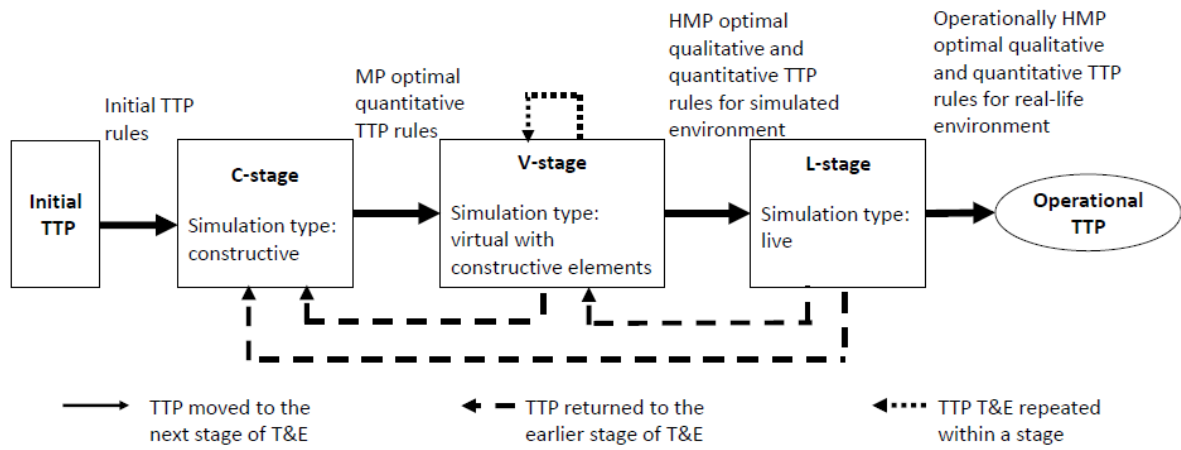 Initial TTP
rules
MP optimal
quantitative
TTP rules
HMP optimal
qualitative and
quantitative TTP
rules for simulated
environment
Operationally HMP
optimal qualitative
and quantitative TTP
rules for real-life
environment
Initial
TTP
C-stage
Simulation type:
constructive
V-stage
Simulation type:
virtual with
constructive elements
L-stage
Simulation type:
live
Operational
TTP
TTP moved to the
next stage of T&E
TTP returned to the
earlier stage of T&E
TTP T&E repeated
within a stage